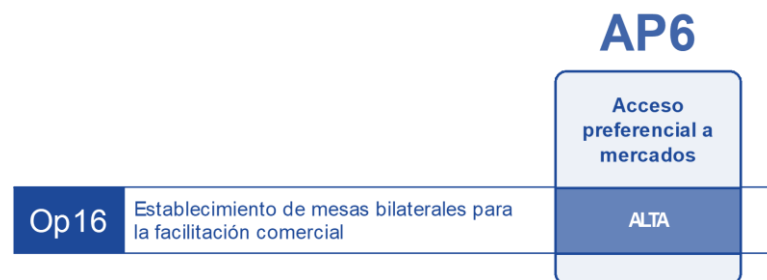 AP6
Acceso
preferencial a
mercados
Op16
Establecimiento de mesas bilaterales para
la facilitación comercial
ALTA